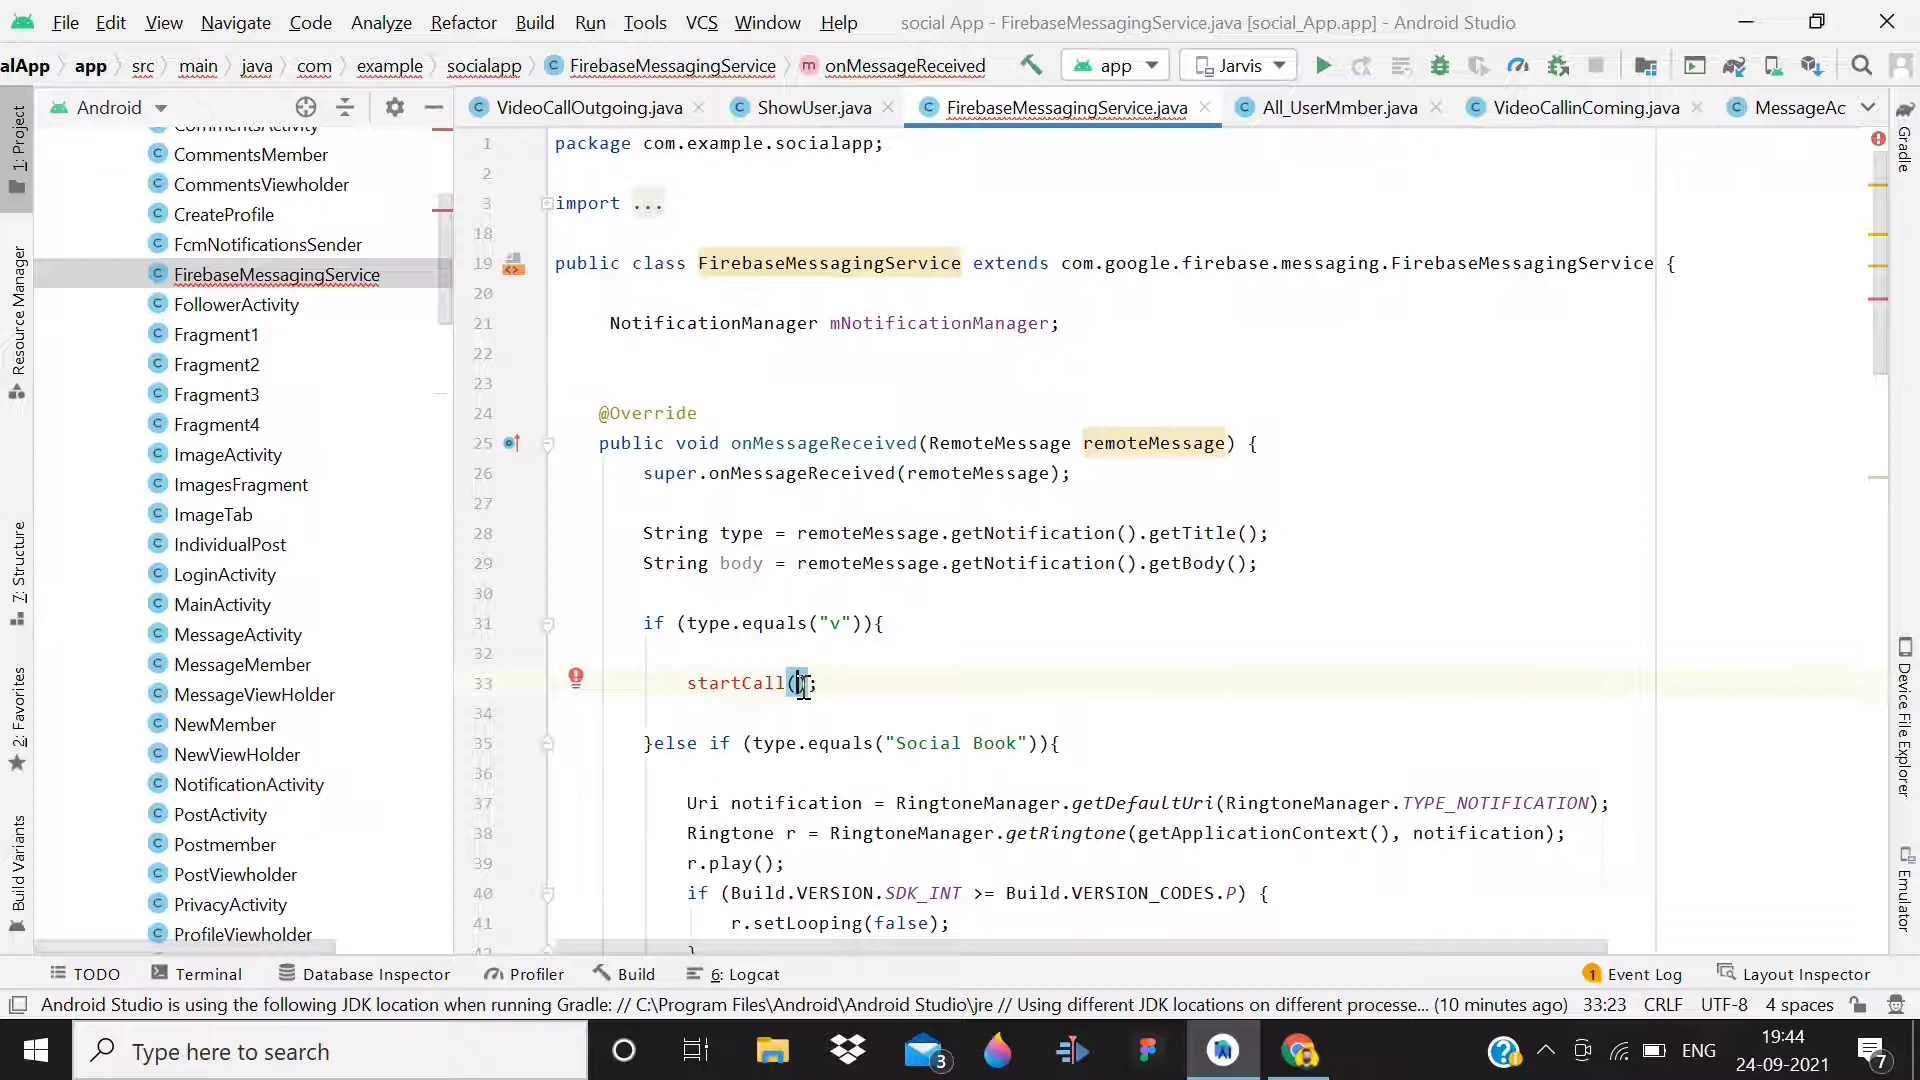 File Edit View Navigate Code Analyze Refactor Build Run Tools VCS Window Help social App - FirebaseMessagingService.java [social_App.app] - Android Studio
alApp app src main java com example socialapp FirebaseMessagingService onMessageReceived app Jarvis
Android
VideoCallOutgoing.java ShowUser.java FirebaseMessagingService.java All_UserMmber.java VideoCallinComing.java MessageAc
1: Project
Resource Manager
7: Structure
2: Favorites
Build Variants
CommentsActivity
CommentsMember
CommentsViewholder
CreateProfile
FcmNotificationsSender
FirebaseMessagingService
FollowerActivity
Fragment1
Fragment2
Fragment3
Fragment4
ImageActivity
ImagesFragment
ImageTab
IndividualPost
LoginActivity
MainActivity
MessageActivity
MessageMember
MessageViewHolder
NewMember
NewViewHolder
NotificationActivity
PostActivity
Postmember
PostViewholder
PrivacyActivity
ProfileViewholder
1 package com.example.socialapp;
2
3 import ...
18
19 public class FirebaseMessagingService extends com.google.firebase.messaging.FirebaseMessagingService {
20
21 NotificationManager mNotificationManager;
22
23
24 @Override
25 public void onMessageReceived(RemoteMessage remoteMessage) {
26 super.onMessageReceived(remoteMessage);
27
28 String type = remoteMessage.getNotification().getTitle();
29 String body = remoteMessage.getNotification().getBody();
30
31 if (type.equals("v")){
32
33 startCall();
34
35 }else if (type.equals("Social Book")){
36
37 Uri notification = RingtoneManager.getDefaultUri(RingtoneManager.TYPE_NOTIFICATION);
38 Ringtone r = RingtoneManager.getRingtone(getApplicationContext(), notification);
39 r.play();
40 if (Build.VERSION.SDK_INT >= Build.VERSION_CODES.P) {
41 r.setLooping(false);
42 }
Gradle
Device File Explorer
Emulator
TODO Terminal Database Inspector Profiler Build 6: Logcat 1 Event Log Layout Inspector
Android Studio is using the following JDK location when running Gradle: // C:\Program Files\Android\Android Studio\jre // Using different JDK locations on different processe... (10 minutes ago) 33:23 CRLF UTF-8 4 spaces
Type here to search 3 ENG 19:44 7
24-09-2021